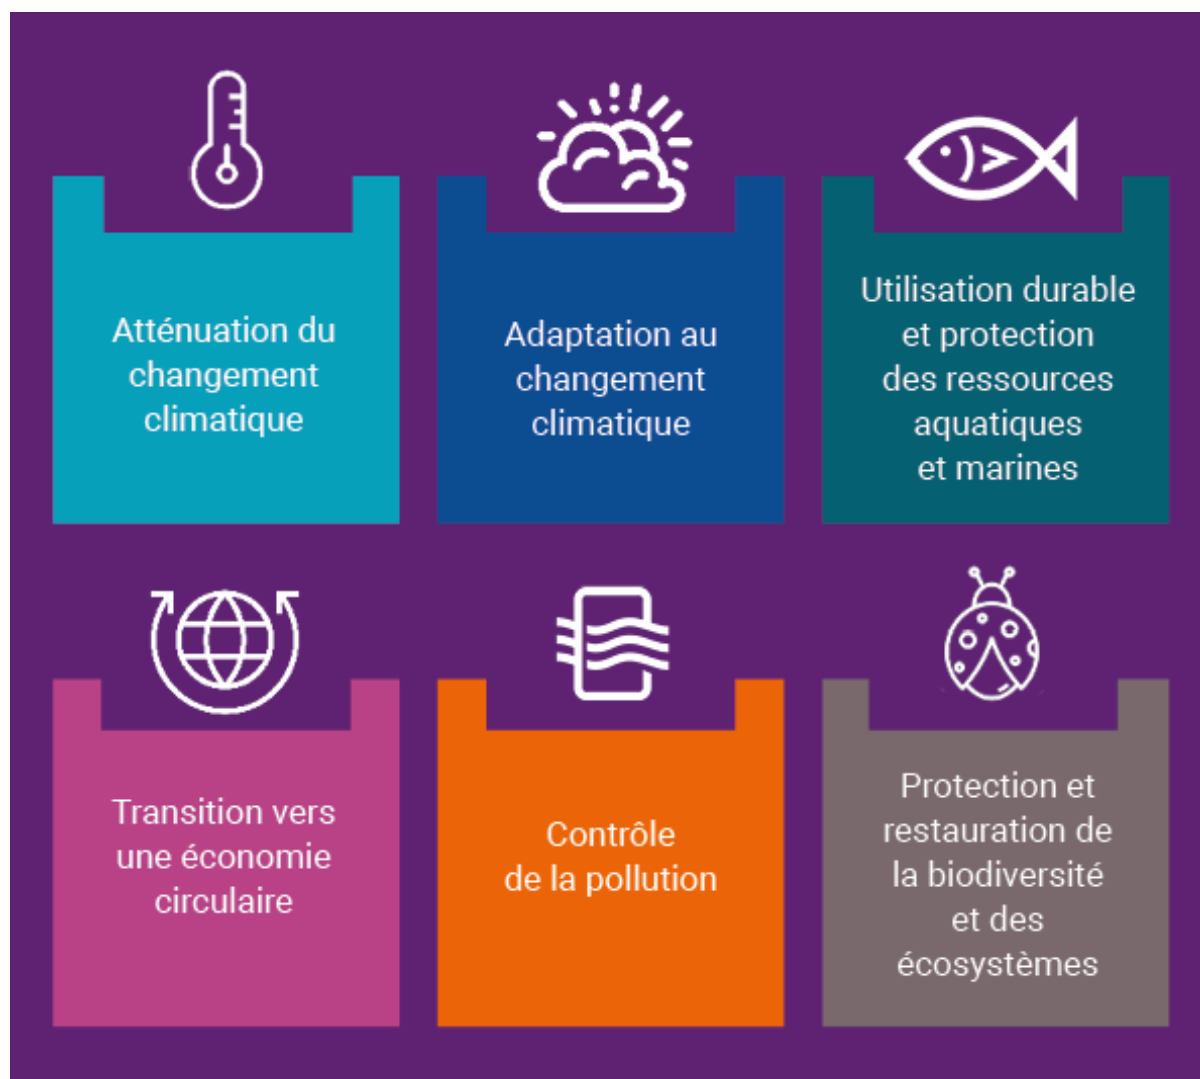 Atténuation du
changement
climatique
Adaptation au
changement
climatique
Utilisation durable
et protection
des ressources
aquatiques
et marines
Transition vers
une économie
circulaire
Contrôle
de la pollution
Protection et
restauration de
la biodiversité
et des
écosystèmes